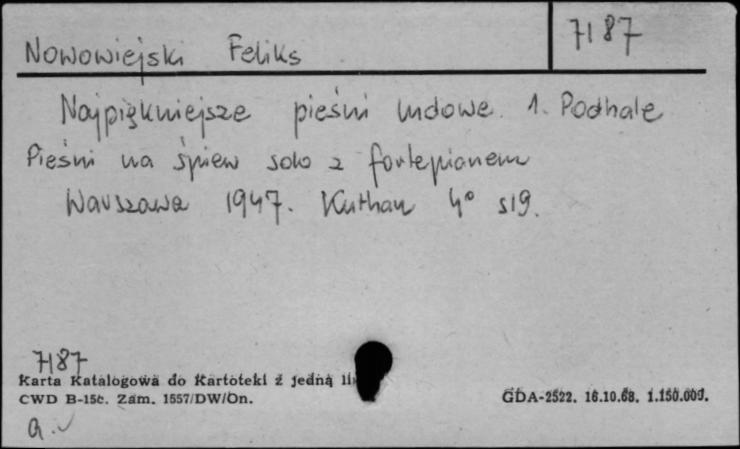 Nowowiejski Feliks
7187
Najpiękniejsze pieśni ludowe. 1. Podhale
Pieśni na śpiew solo z fortepianem
Warszawa 1947. Kuthan 4° s19.
7187
Karta Katalogowa do Kartoteki z jedną li
CWD B-15c. Zam. 1557/DW/On.
GDA-2522. 16.10.68. 1.150.000.
a.